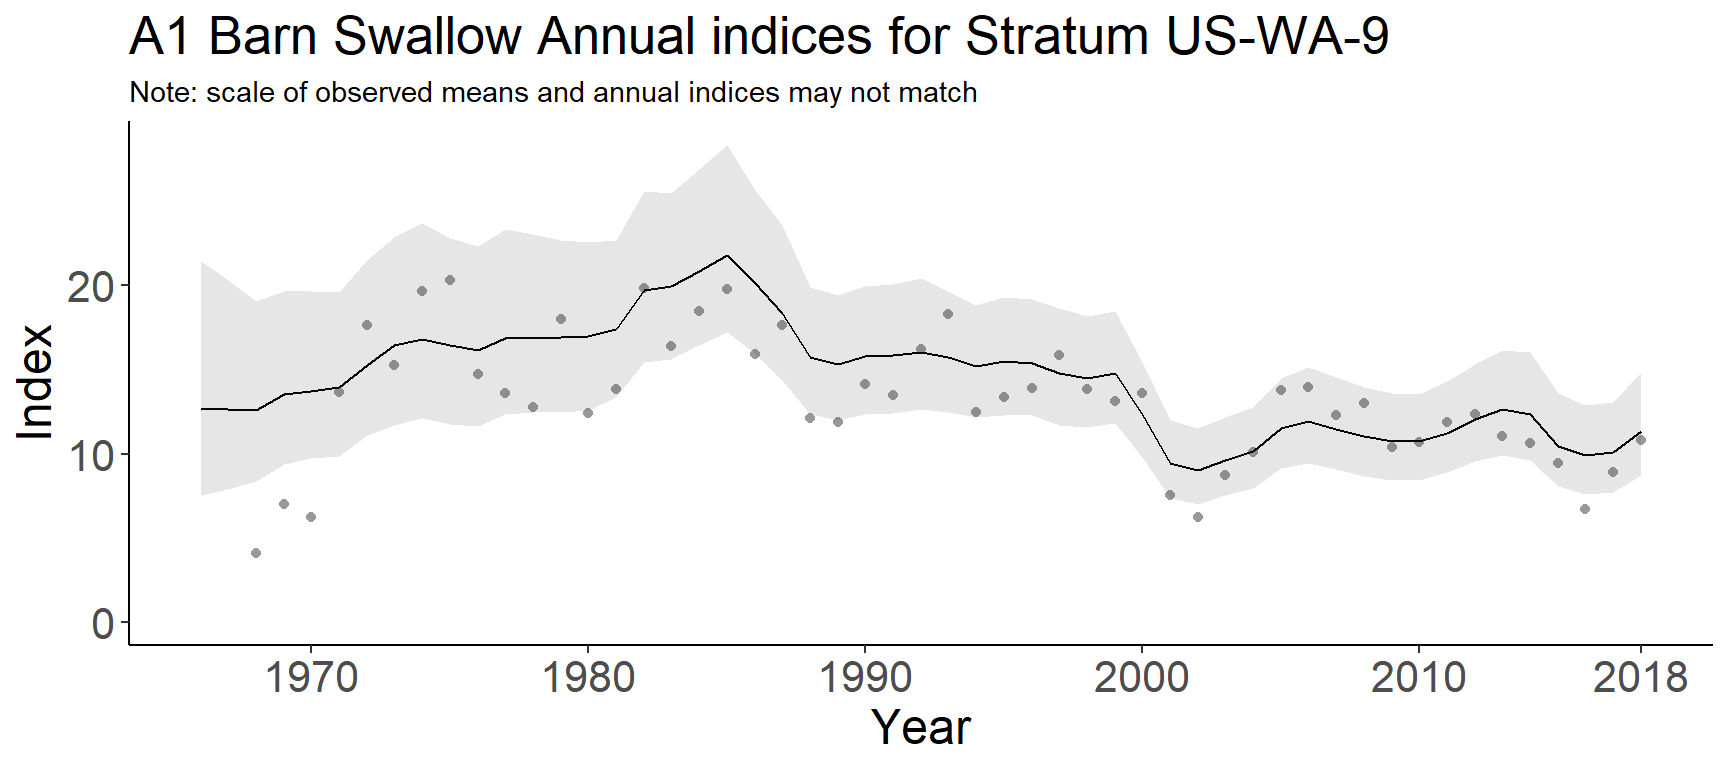 A1 Barn Swallow Annual indices for Stratum US-WA-9
Note: scale of observed means and annual indices may not match
Index
20
10
0
1970 1980 1990 2000 2010 2018
Year